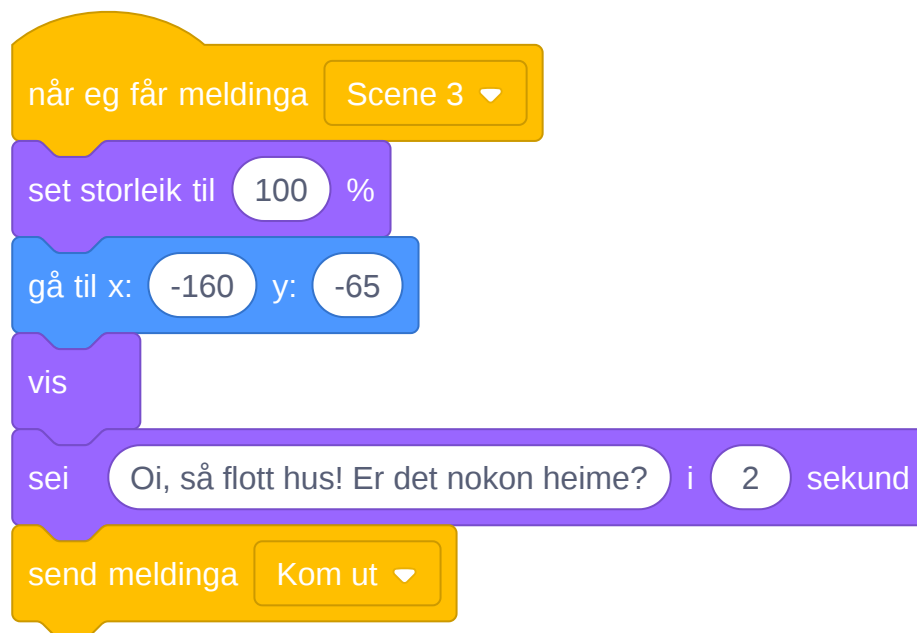 når eg får meldinga Scene 3
set storleik til 100 %
gå til x: -160 y: -65
vis
sei Oi, så flott hus! Er det nokon heime? i 2 sekund
send meldinga Kom ut